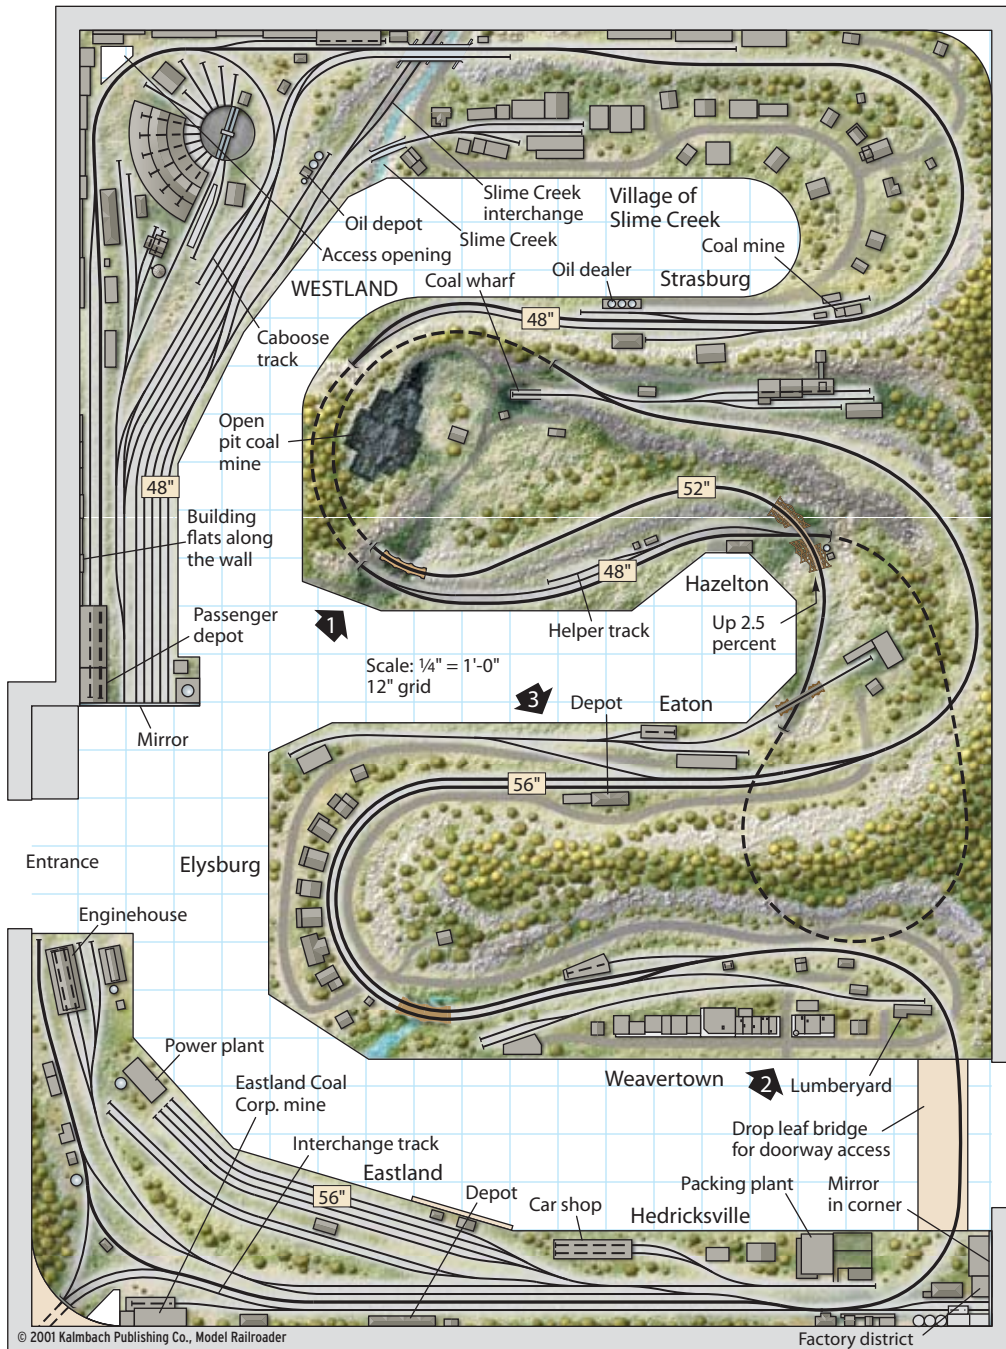 Slime Creek
interchange
Village of
Slime Creek
Oil depot
Slime Creek
Access opening
Coal mine
Coal wharf
Oil dealer
Strasburg
WESTLAND
48"
Caboose
track
Open
pit coal
mine
48"
52"
Building
flats along
the wall
48"
Hazelton
Passenger
depot
1
Helper track
Up 2.5
percent
Scale: ¼" = 1'-0"
12" grid
3
Depot
Eaton
Mirror
56"
Entrance
Elysburg
Enginehouse
Power plant
Weavertown
2
Lumberyard
Eastland Coal
Corp. mine
Drop leaf bridge
for doorway access
Interchange track
Eastland
56"
Depot
Car shop
Packing plant
Mirror
in corner
Hedricksville
© 2001 Kalmbach Publishing Co., Model Railroader
Factory district